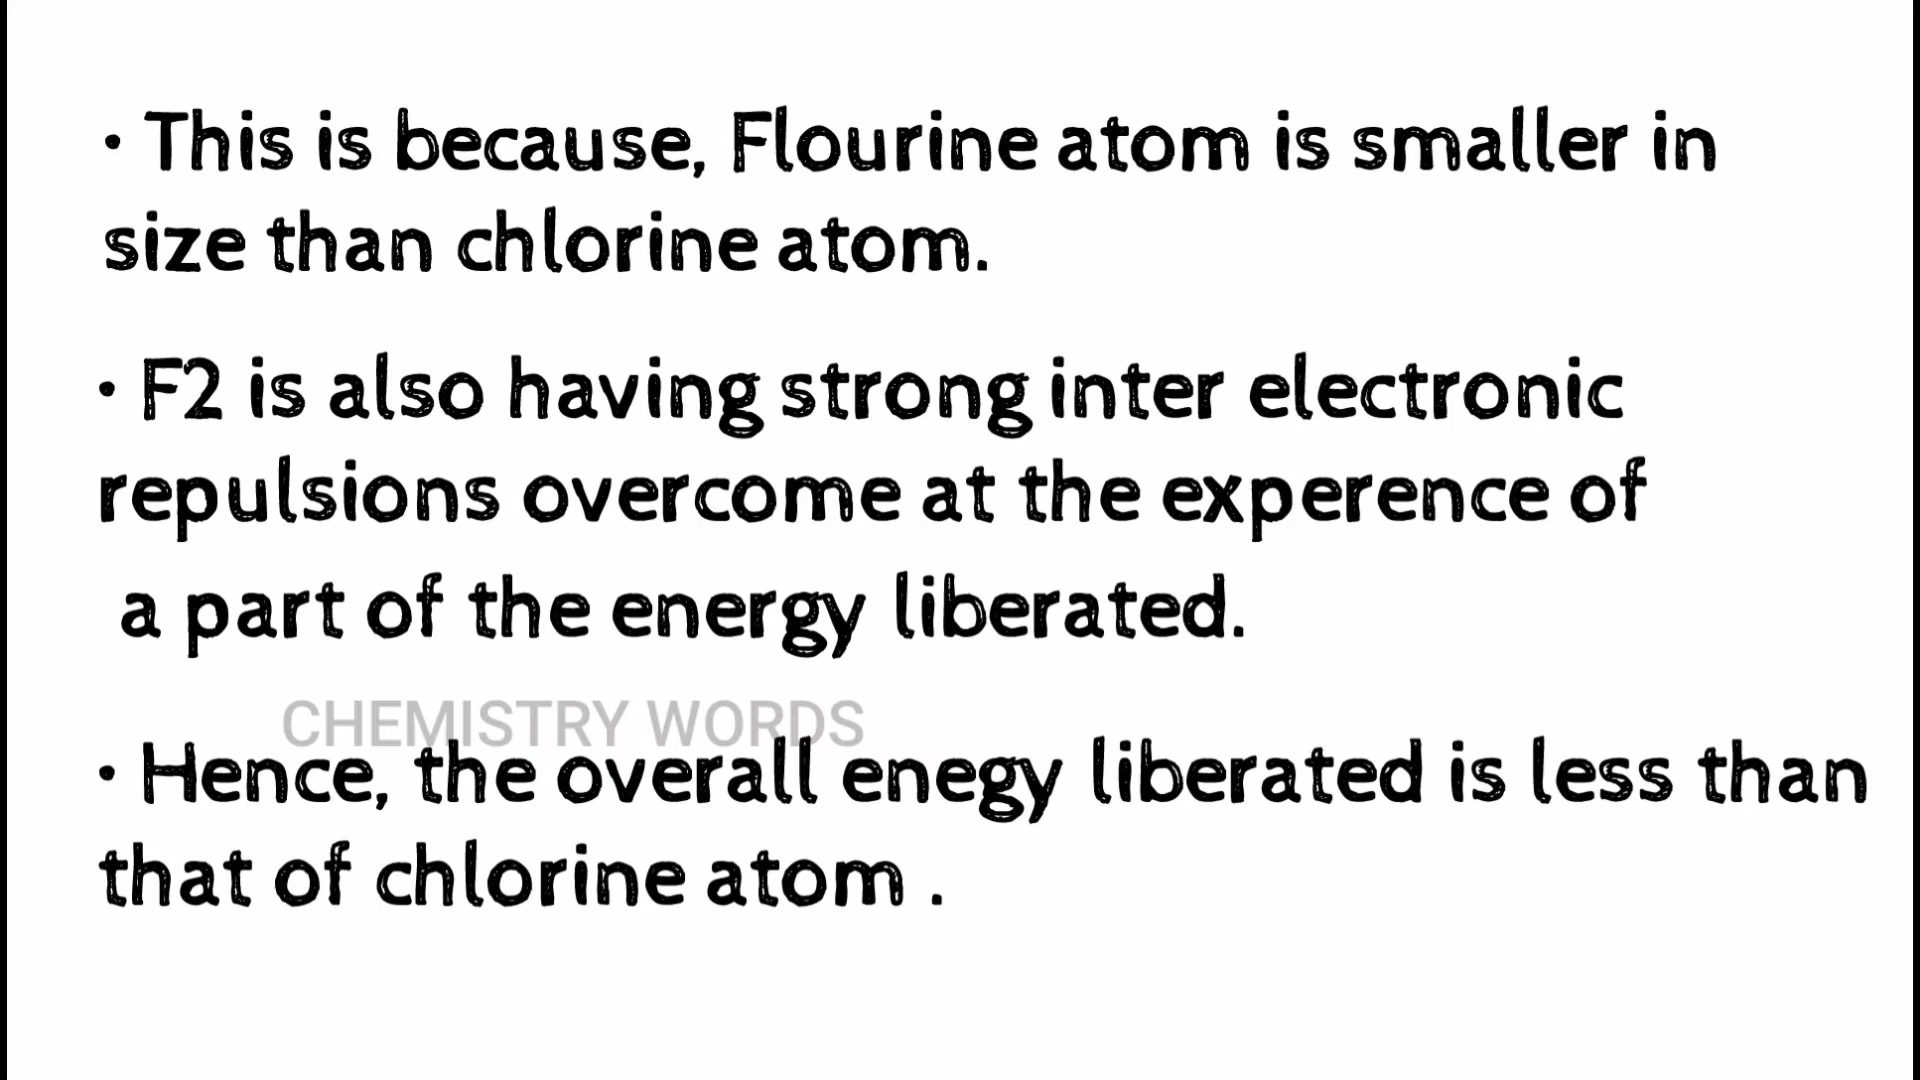 • This is because, Flourine atom is smaller in
size than chlorine atom.
• F2 is also having strong inter electronic
repulsions overcome at the experence of
a part of the energy liberated.
CHEMISTRY WORDS
• Hence, the overall enegy liberated is less than
that of chlorine atom .